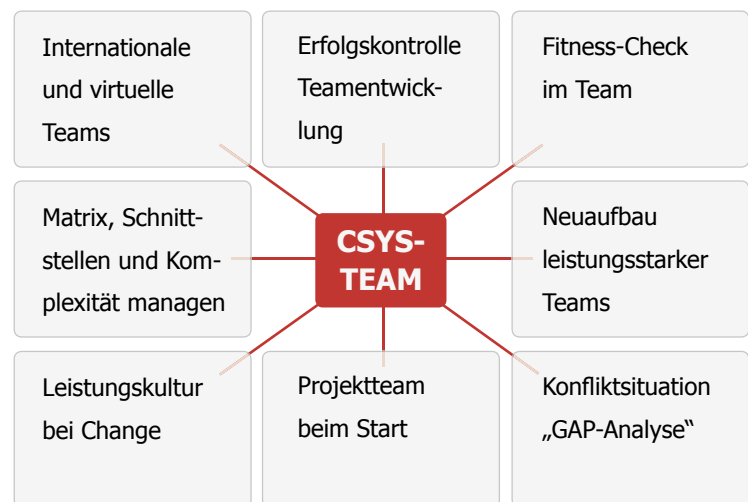 Internationale
und virtuelle
Teams
Erfolgskontrolle
Teamentwick-
lung
Fitness-Check
im Team
Matrix, Schnitt-
stellen und Kom-
plexität managen
CSYS-
TEAM
Neuaufbau
leistungsstarker
Teams
Leistungskultur
bei Change
Projektteam
beim Start
Konfliktsituation
„GAP-Analyse“